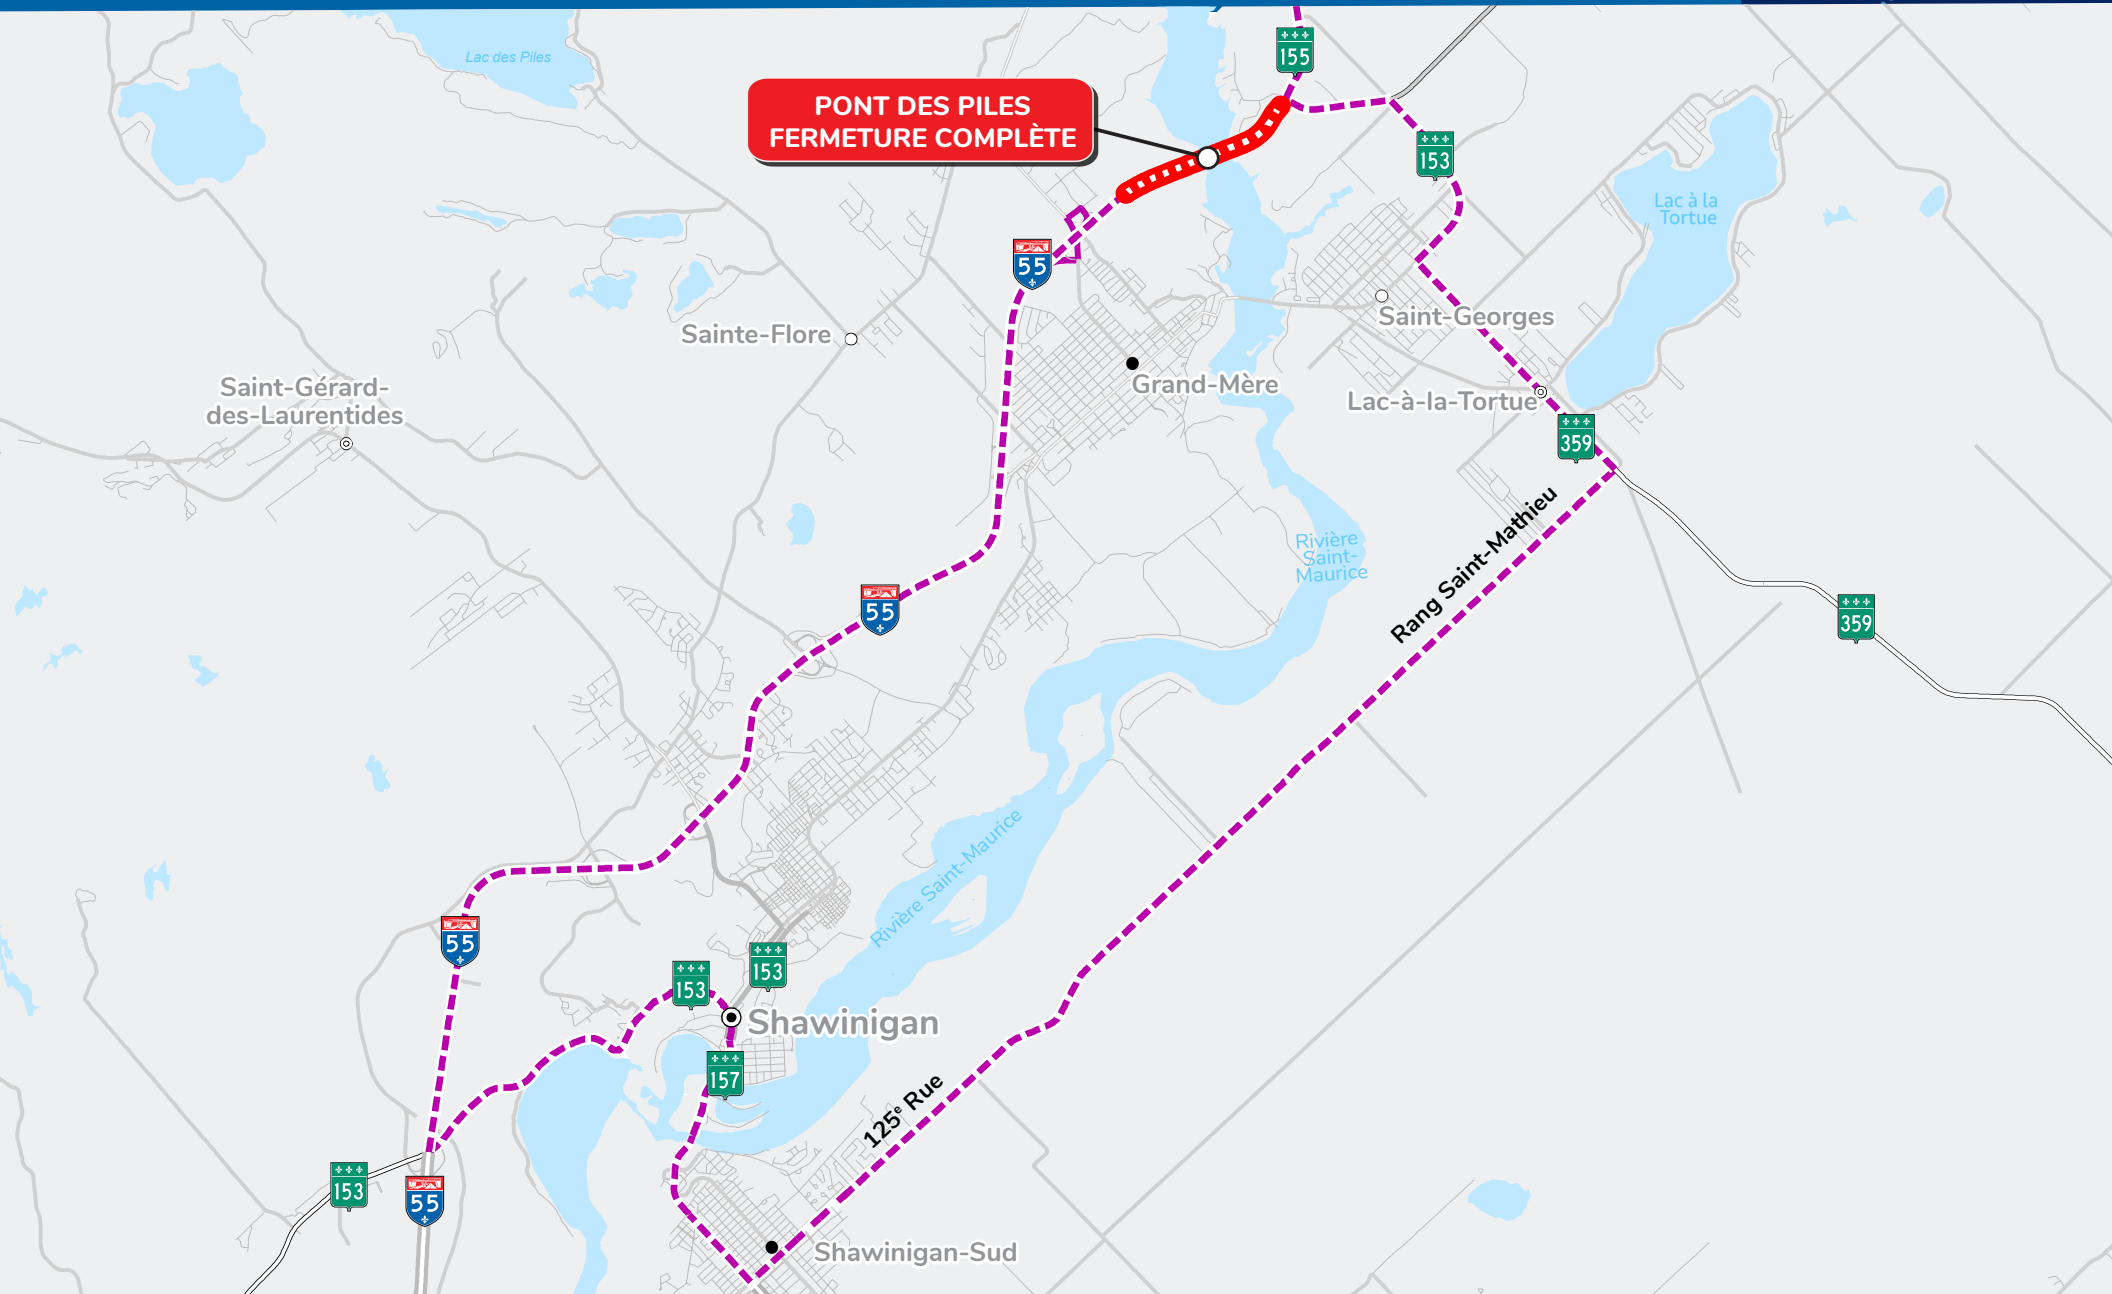 Lac des Piles
155
PONT DES PILES
FERMETURE COMPLÈTE
153
Lac à la
Tortue
55
Saint-Georges
Sainte-Flore
Grand-Mère
Saint-Gérard-
des-Laurentides
Lac-à-la-Tortue
359
Rang Saint-Mathieu
Rivière
Saint-
Maurice
55
359
Rivière Saint-Maurice
55
153
153
Shawinigan
157
125e Rue
153
55
Shawinigan-Sud